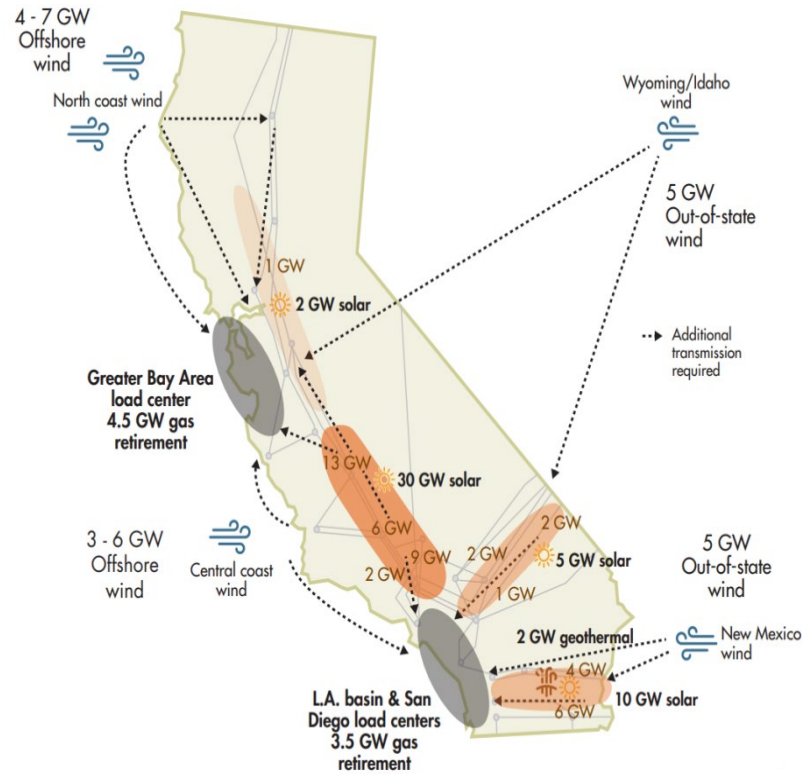 4 - 7 GW
Offshore
wind
North coast wind
Wyoming/Idaho
wind
5 GW
Out-of-state
wind
1 GW
2 GW solar
Additional
transmission
required
Greater Bay Area
load center
4.5 GW gas
retirement
13 GW
30 GW solar
6 GW
9 GW
2 GW
3 - 6 GW
Offshore
wind
Central coast
wind
2 GW
2 GW
5 GW solar
1 GW
5 GW
Out-of-state
wind
2 GW geothermal
New Mexico
wind
4 GW
10 GW solar
6 GW
L.A. basin & San
Diego load centers
3.5 GW gas
retirement